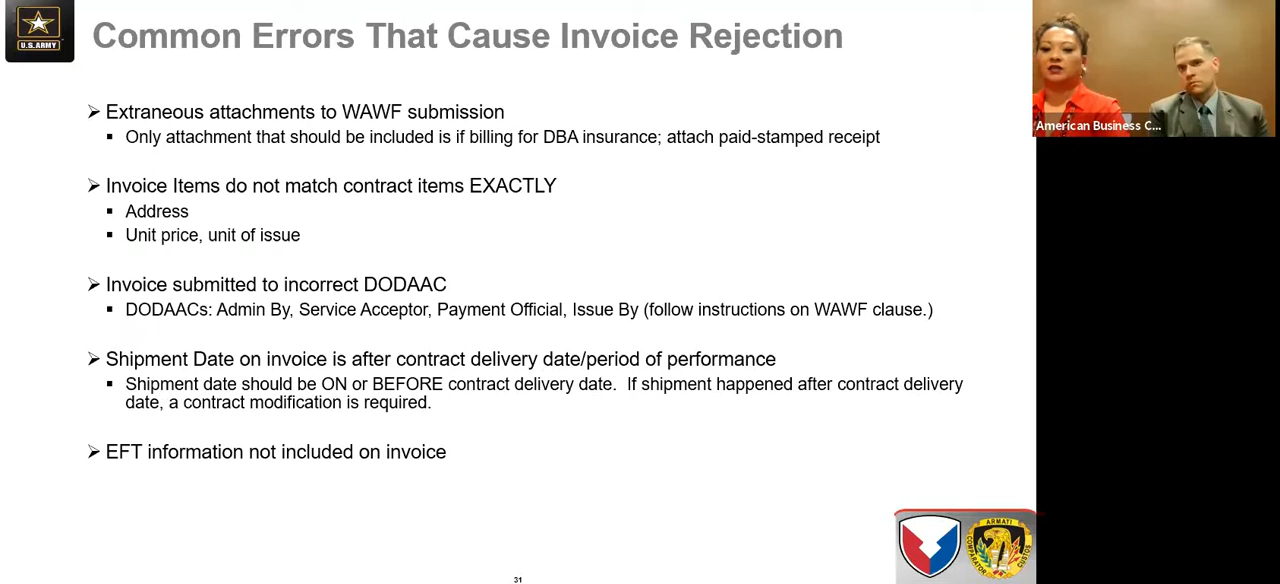 U.S.ARMY
Common Errors That Cause Invoice Rejection
➢ Extraneous attachments to WAWF submission
▪ Only attachment that should be included is if billing for DBA insurance; attach paid-stamped receipt
➢ Invoice Items do not match contract items EXACTLY
▪ Address
▪ Unit price, unit of issue
➢ Invoice submitted to incorrect DODAAC
▪ DODAACs: Admin By, Service Acceptor, Payment Official, Issue By (follow instructions on WAWF clause.)
➢ Shipment Date on invoice is after contract delivery date/period of performance
▪ Shipment date should be ON or BEFORE contract delivery date.  If shipment happened after contract delivery
date, a contract modification is required.
➢ EFT information not included on invoice
American Business C...
ARMATI
COMPARATOR
CUSTOS
31